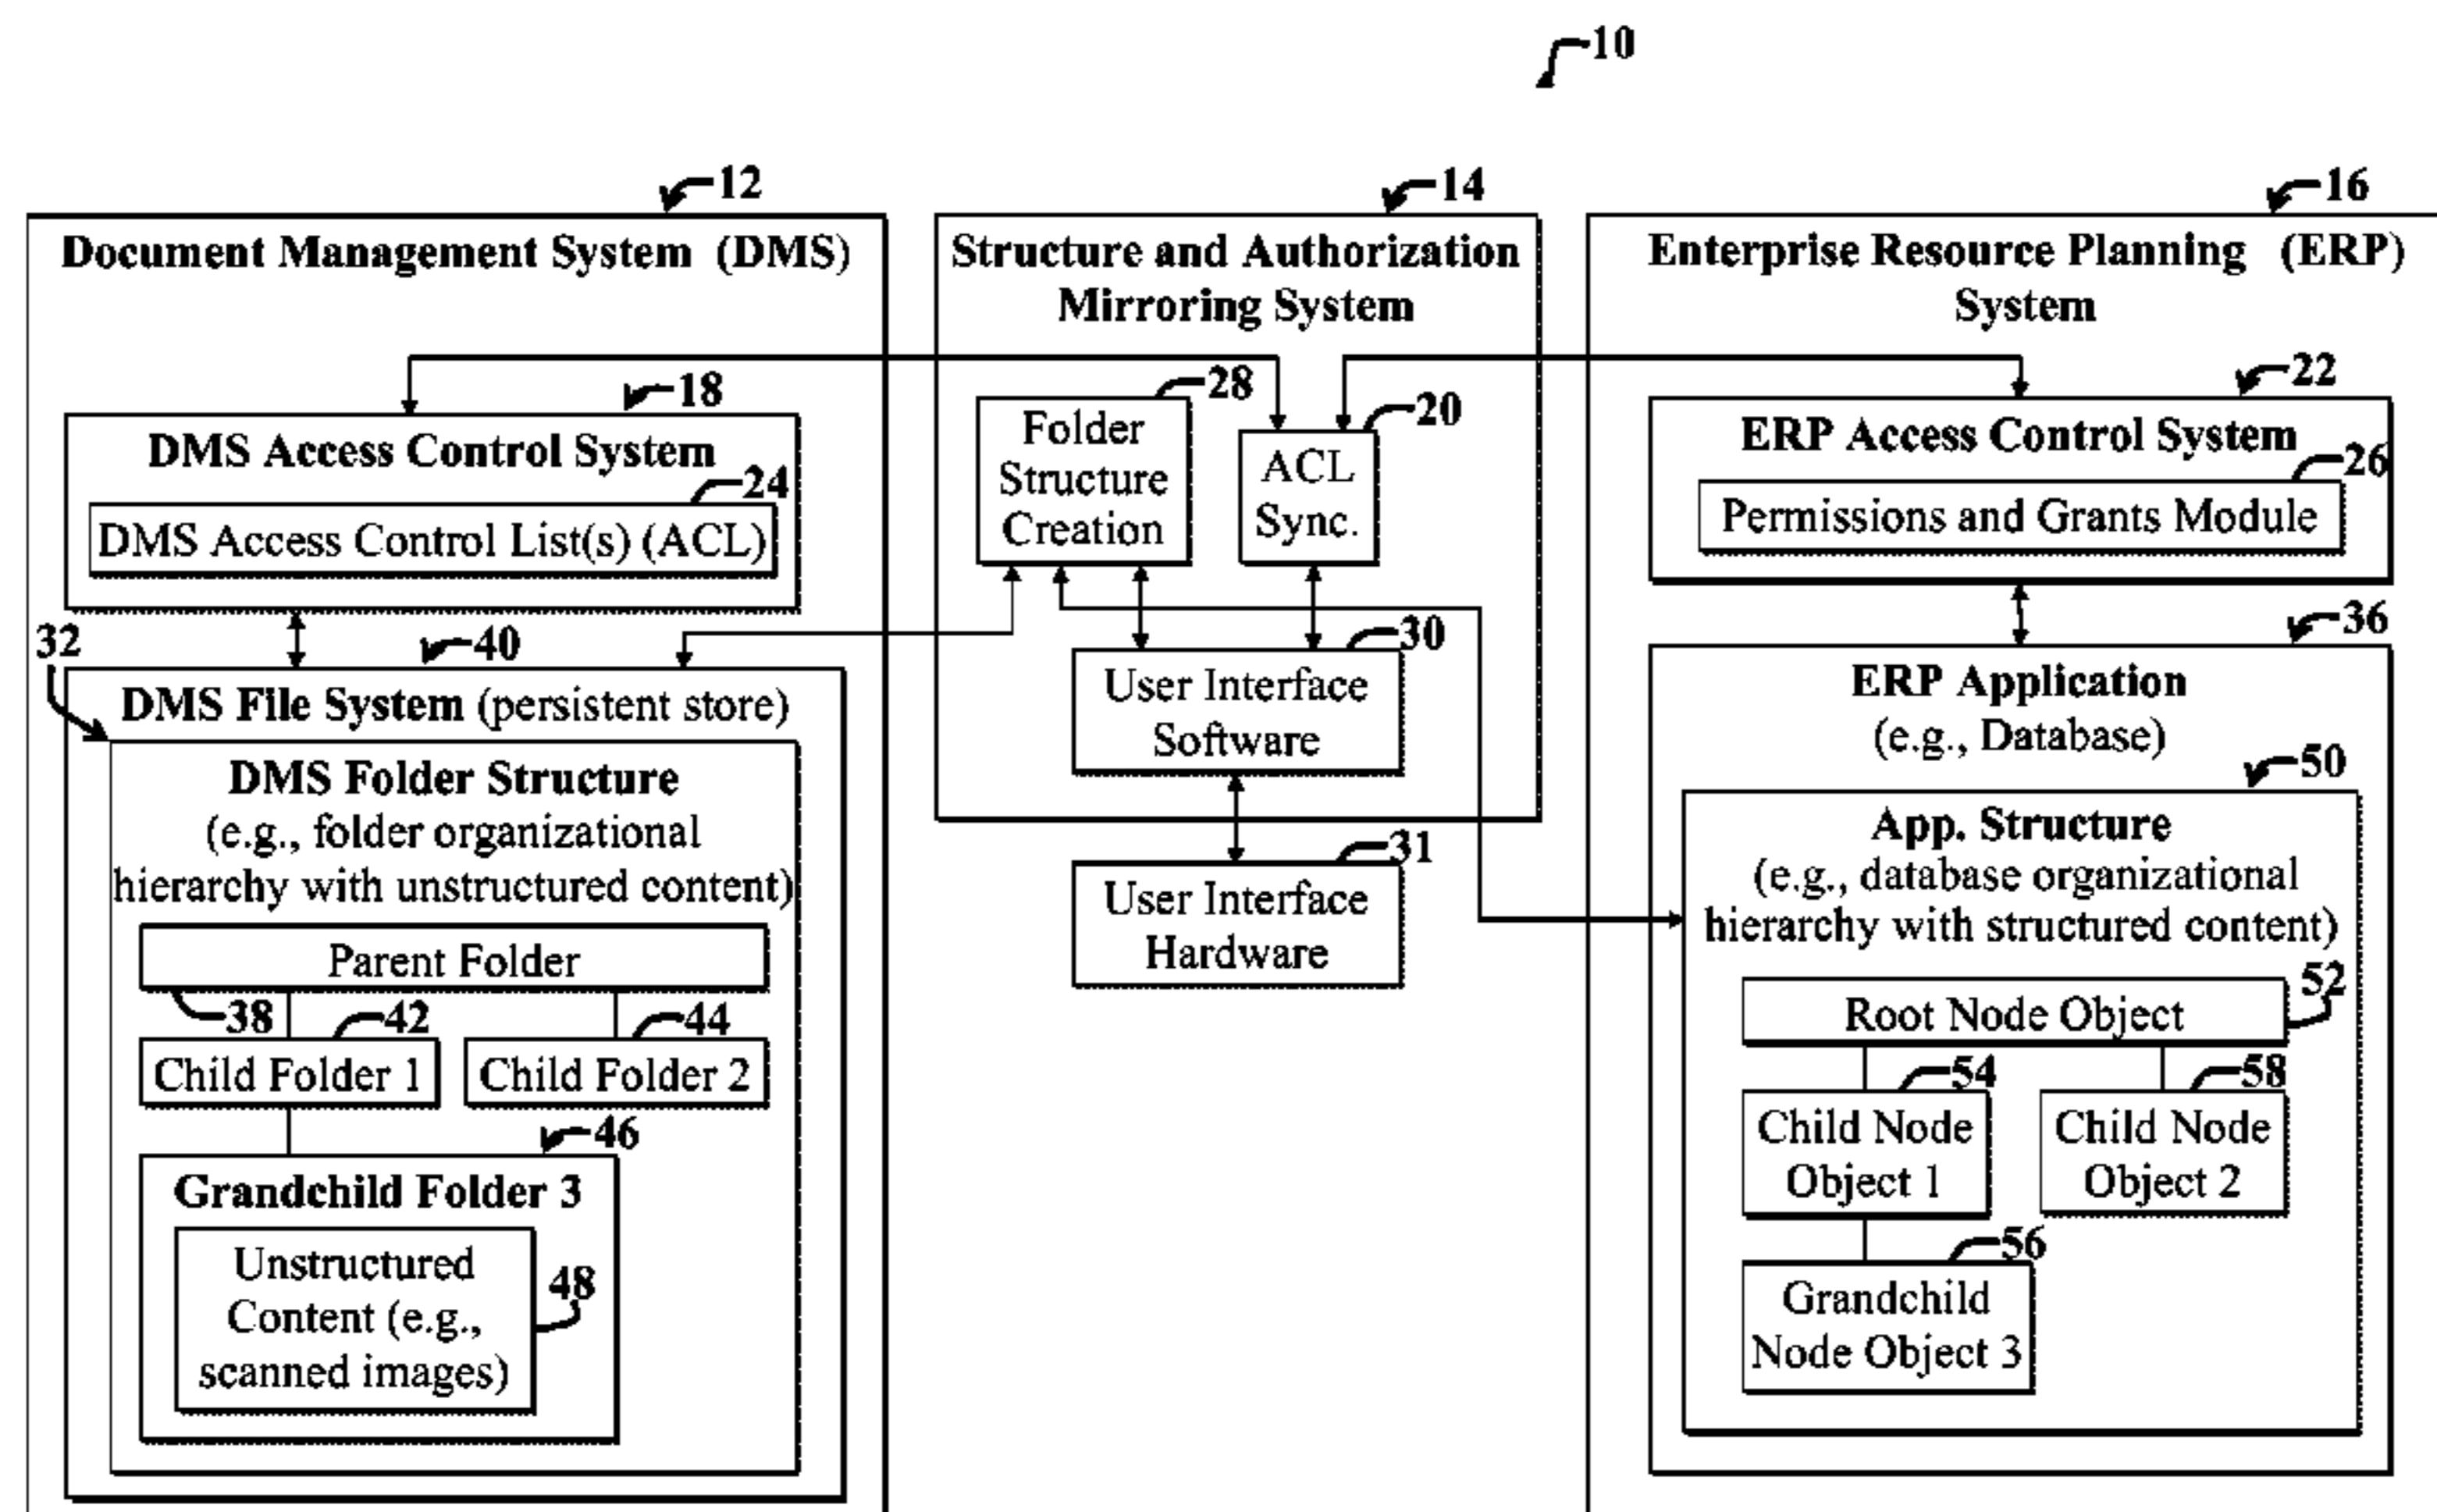 10
12
Document Management System (DMS)
18
DMS Access Control System
24
DMS Access Control List(s) (ACL)
32
40
DMS File System (persistent store)
DMS Folder Structure
(e.g., folder organizational
hierarchy with unstructured content)
Parent Folder
38
42
44
Child Folder 1
Child Folder 2
46
Grandchild Folder 3
Unstructured
Content (e.g.,
scanned images)
48
14
Structure and Authorization
Mirroring System
28
Folder
Structure
Creation
20
ACL
Sync.
30
User Interface
Software
31
User Interface
Hardware
16
Enterprise Resource Planning (ERP)
System
22
ERP Access Control System
26
Permissions and Grants Module
36
ERP Application
(e.g., Database)
50
App. Structure
(e.g., database organizational
hierarchy with structured content)
52
Root Node Object
54
58
Child Node
Object 1
Child Node
Object 2
56
Grandchild
Node Object 3